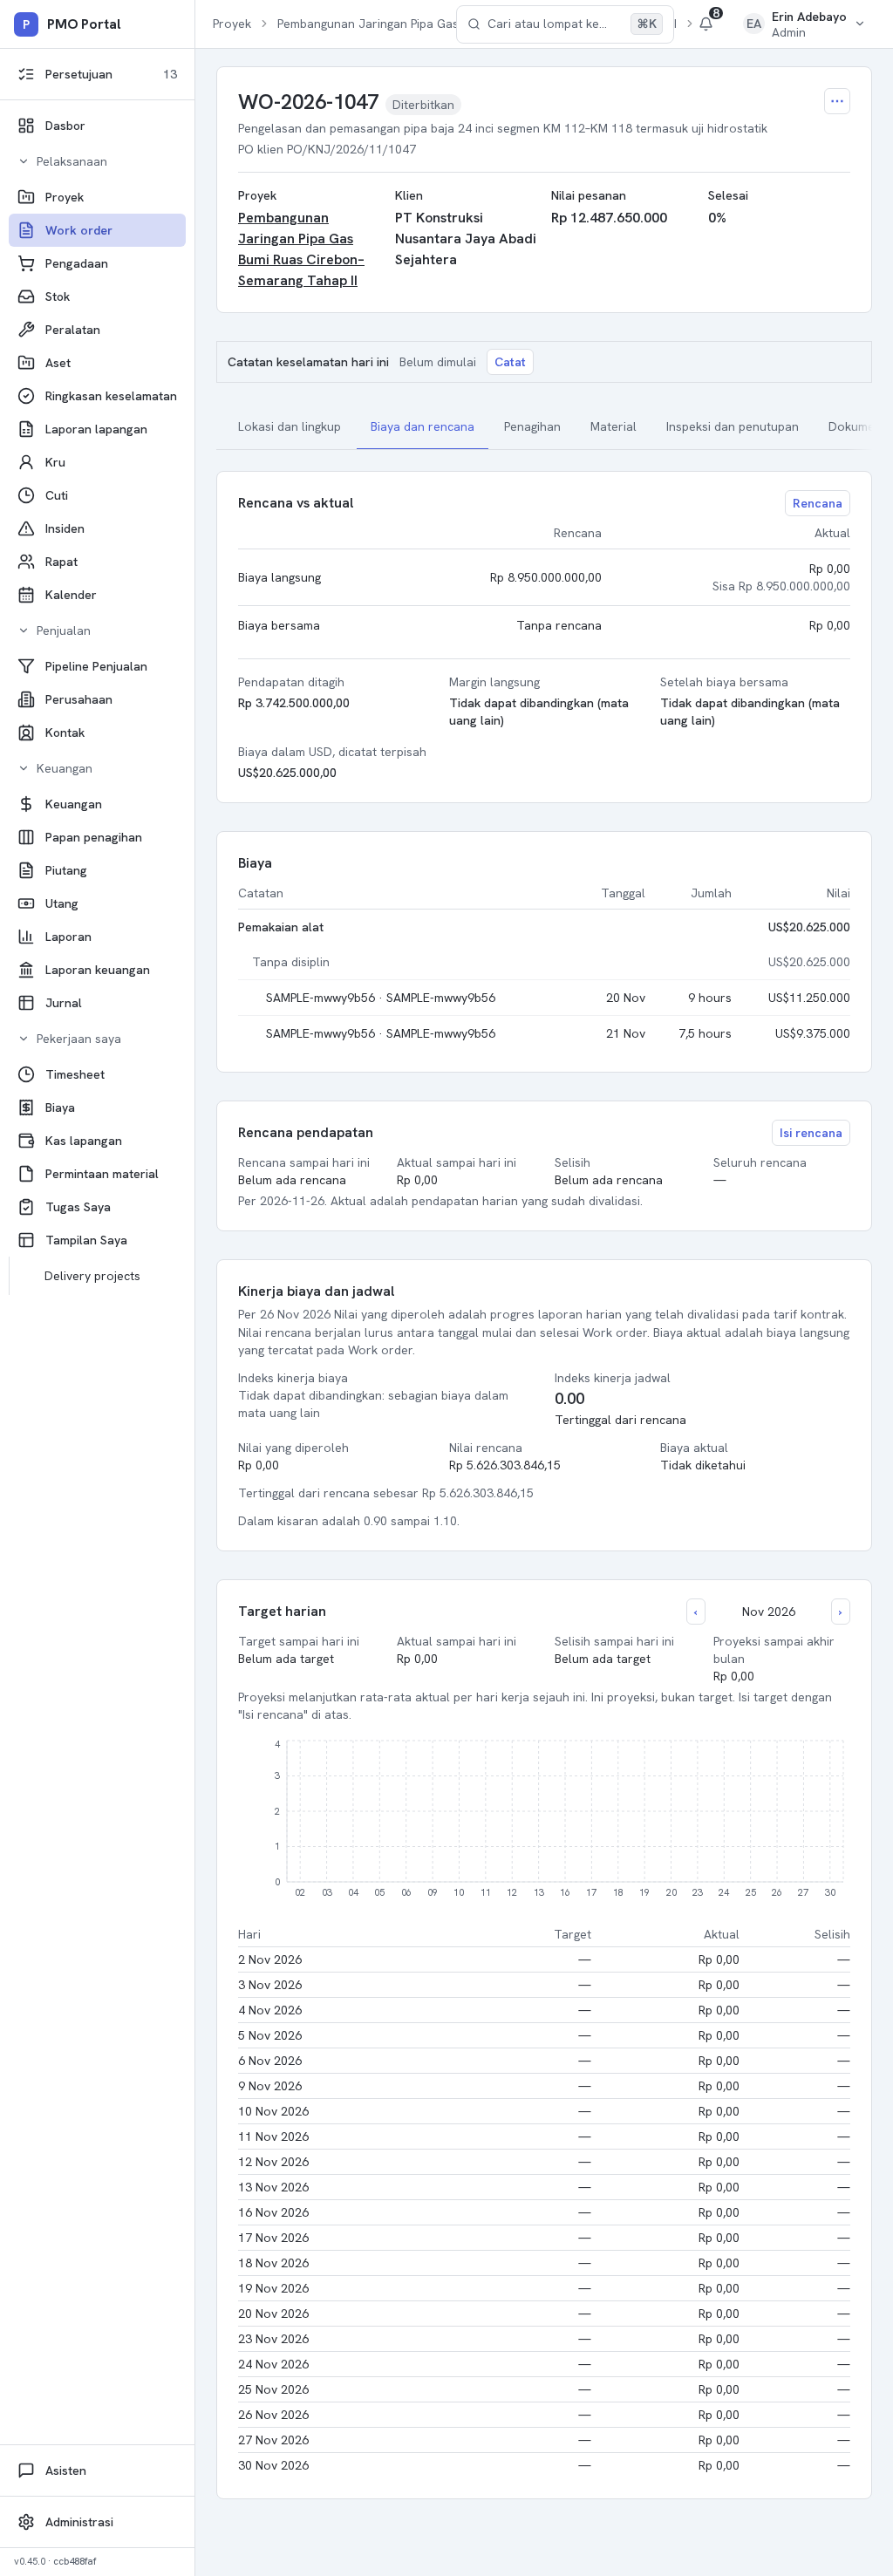 P PMO Portal
Proyek > Pembangunan Jaringan Pipa Gas
Cari atau lompat ke... ⌘K
8
EA Erin Adebayo
Admin
Persetujuan 13
Dasbor
Pelaksanaan
Proyek
Work order
Pengadaan
Stok
Peralatan
Aset
Ringkasan keselamatan
Laporan lapangan
Kru
Cuti
Insiden
Rapat
Kalender
Penjualan
Pipeline Penjualan
Perusahaan
Kontak
Keuangan
Keuangan
Papan penagihan
Piutang
Utang
Laporan
Laporan keuangan
Jurnal
Pekerjaan saya
Timesheet
Biaya
Kas lapangan
Permintaan material
Tugas Saya
Tampilan Saya
Delivery projects
Asisten
Administrasi
v0.45.0 · ccb488faf
WO-2026-1047 Diterbitkan
Pengelasan dan pemasangan pipa baja 24 inci segmen KM 112–KM 118 termasuk uji hidrostatik
PO klien PO/KNJ/2026/11/1047
Proyek Klien Nilai pesanan Selesai
Pembangunan PT Konstruksi Rp 12.487.650.000 0%
Jaringan Pipa Gas Nusantara Jaya Abadi
Bumi Ruas Cirebon– Sejahtera
Semarang Tahap II
Catatan keselamatan hari ini Belum dimulai Catat
Lokasi dan lingkup Biaya dan rencana Penagihan Material Inspeksi dan penutupan
Rencana vs aktual Rencana
Rencana Aktual
Biaya langsung Rp 8.950.000.000,00 Rp 0,00
Sisa Rp 8.950.000.000,00
Biaya bersama Tanpa rencana Rp 0,00
Pendapatan ditagih Margin langsung Setelah biaya bersama
Rp 3.742.500.000,00 Tidak dapat dibandingkan (mata Tidak dapat dibandingkan (mata
uang lain) uang lain)
Biaya dalam USD, dicatat terpisah
US$20.625.000,00
Biaya
Catatan Tanggal Jumlah Nilai
Pemakaian alat US$20.625.000
Tanpa disiplin US$20.625.000
SAMPLE-mwwy9b56 · SAMPLE-mwwy9b56 20 Nov 9 hours US$11.250.000
SAMPLE-mwwy9b56 · SAMPLE-mwwy9b56 21 Nov 7,5 hours US$9.375.000
Rencana pendapatan Isi rencana
Rencana sampai hari ini Aktual sampai hari ini Selisih Seluruh rencana
Belum ada rencana Rp 0,00 Belum ada rencana —
Per 2026-11-26. Aktual adalah pendapatan harian yang sudah divalidasi.
Kinerja biaya dan jadwal
Per 26 Nov 2026 Nilai yang diperoleh adalah progres laporan harian yang telah divalidasi pada tarif kontrak.
Nilai rencana berjalan lurus antara tanggal mulai dan selesai Work order. Biaya aktual adalah biaya langsung
yang tercatat pada Work order.
Indeks kinerja biaya Indeks kinerja jadwal
Tidak dapat dibandingkan: sebagian biaya dalam 0.00
mata uang lain Tertinggal dari rencana
Nilai yang diperoleh Nilai rencana Biaya aktual
Rp 0,00 Rp 5.626.303.846,15 Tidak diketahui
Tertinggal dari rencana sebesar Rp 5.626.303.846,15
Dalam kisaran adalah 0.90 sampai 1.10.
Target harian ‹ Nov 2026 ›
Target sampai hari ini Aktual sampai hari ini Selisih sampai hari ini Proyeksi sampai akhir
bulan
Belum ada target Rp 0,00 Belum ada target Rp 0,00
Proyeksi melanjutkan rata-rata aktual per hari kerja sejauh ini. Ini proyeksi, bukan target. Isi target dengan
"Isi rencana" di atas.
4
3
2
1
0
02 03 04 05 06 09 10 11 12 13 16 17 18 19 20 23 24 25 26 27 30
Hari Target Aktual Selisih
2 Nov 2026 — Rp 0,00 —
3 Nov 2026 — Rp 0,00 —
4 Nov 2026 — Rp 0,00 —
5 Nov 2026 — Rp 0,00 —
6 Nov 2026 — Rp 0,00 —
9 Nov 2026 — Rp 0,00 —
10 Nov 2026 — Rp 0,00 —
11 Nov 2026 — Rp 0,00 —
12 Nov 2026 — Rp 0,00 —
13 Nov 2026 — Rp 0,00 —
16 Nov 2026 — Rp 0,00 —
17 Nov 2026 — Rp 0,00 —
18 Nov 2026 — Rp 0,00 —
19 Nov 2026 — Rp 0,00 —
20 Nov 2026 — Rp 0,00 —
23 Nov 2026 — Rp 0,00 —
24 Nov 2026 — Rp 0,00 —
25 Nov 2026 — Rp 0,00 —
26 Nov 2026 — Rp 0,00 —
27 Nov 2026 — Rp 0,00 —
30 Nov 2026 — Rp 0,00 —